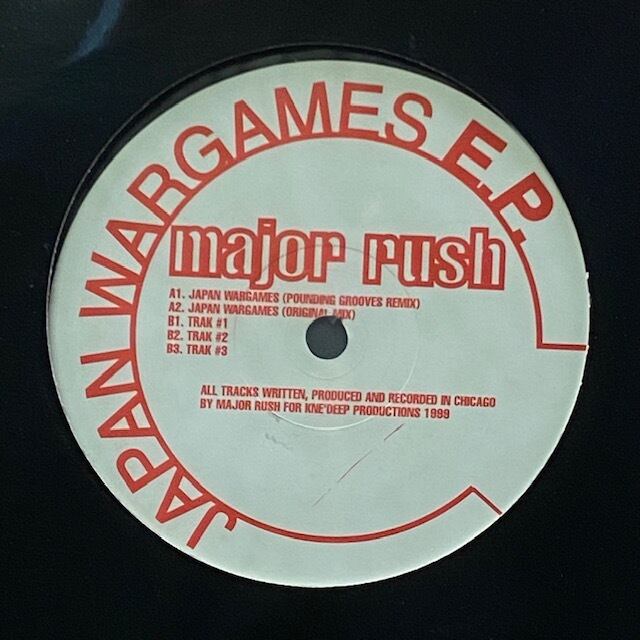 JAPAN WARGAMES E.P.
major rush
A1. JAPAN WARGAMES (POUNDING GROOVES REMIX)
A2. JAPAN WARGAMES (ORIGINAL MIX)
B1. TRAK #1
B2. TRAK #2
B3. TRAK #3
ALL TRACKS WRITTEN, PRODUCED AND RECORDED IN CHICAGO
BY MAJOR RUSH FOR KNE'DEEP PRODUCTIONS 1999